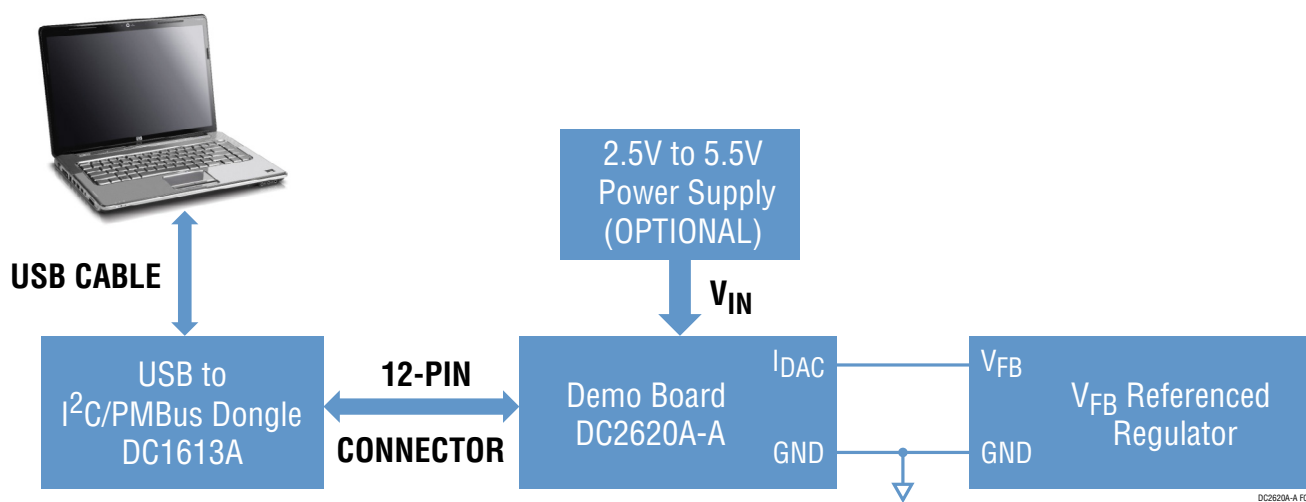 2.5V to 5.5V
Power Supply
(OPTIONAL)
USB CABLE
VIN
USB to
I2C/PMBus Dongle
DC1613A
12-PIN
CONNECTOR
Demo Board
DC2620A-A
IDAC
GND
VFB
GND
VFB Referenced
Regulator